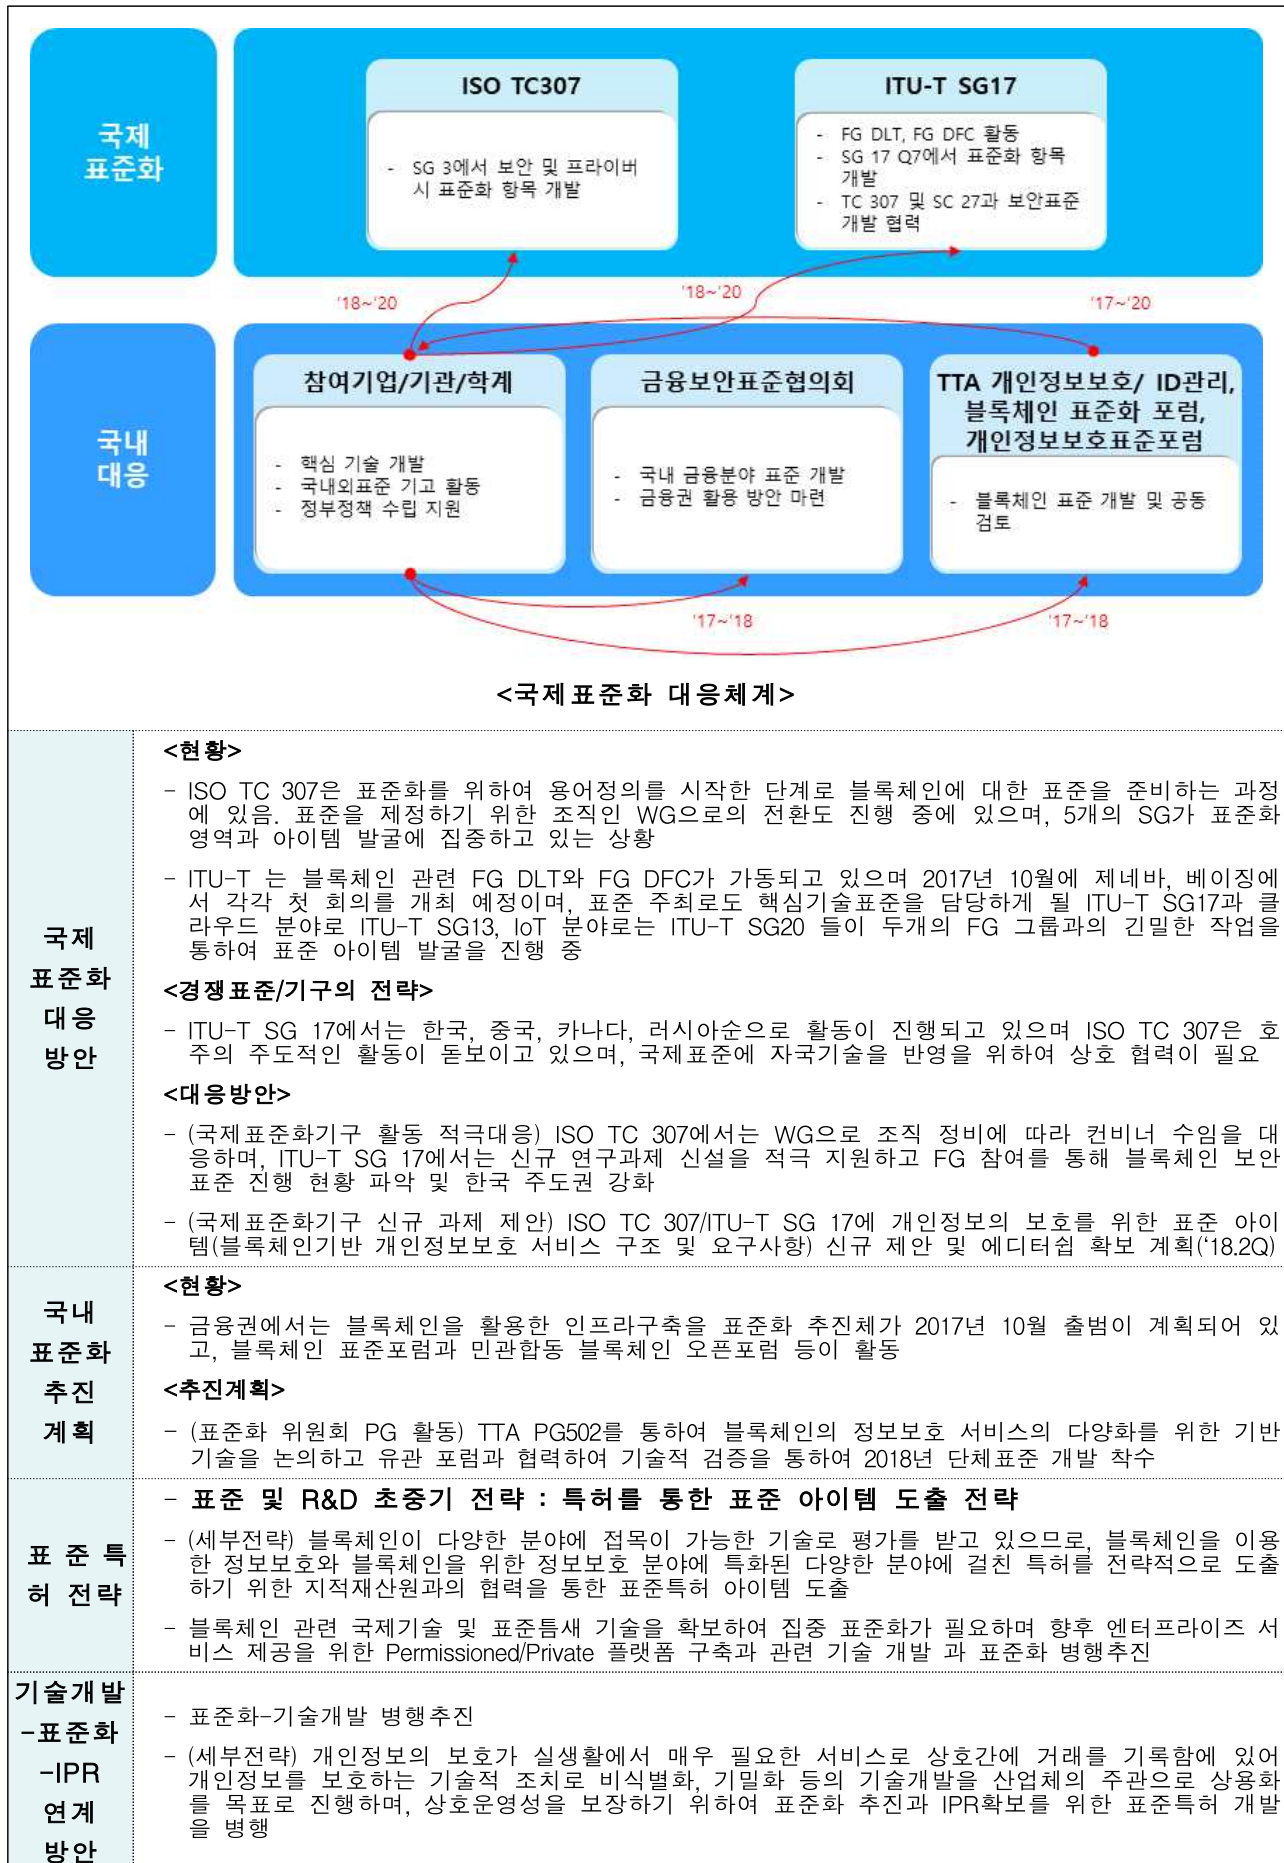 국제
표준화
ISO TC307
- SG 3에서 보안 및 프라이버
시 표준화 항목 개발
ITU-T SG17
- FG DLT, FG DFC 활동
- SG 17 Q7에서 표준화 항목
개발
- TC 307 및 SC 27과 보안표준
개발 협력
'18~'20
'18~'20
'17~'20
국내
대응
참여기업/기관/학계
- 핵심 기술 개발
- 국내외표준 기고 활동
- 정부정책 수립 지원
금융보안표준협의회
- 국내 금융분야 표준 개발
- 금융권 활용 방안 마련
TTA 개인정보보호/ ID관리,
블록체인 표준화 포럼,
개인정보보호표준포럼
- 블록체인 표준 개발 및 공동
검토
'17~'18
'17~'18
<국제표준화 대응체계>
국제
표준화
대응
방안
<현황>
- ISO TC 307은 표준화를 위하여 용어정의를 시작한 단계로 블록체인에 대한 표준을 준비하는 과정
에 있음. 표준을 제정하기 위한 조직인 WG으로의 전환도 진행 중에 있으며, 5개의 SG가 표준화
영역과 아이템 발굴에 집중하고 있는 상황
- ITU-T 는 블록체인 관련 FG DLT와 FG DFC가 가동되고 있으며 2017년 10월에 제네바, 베이징에
서 각각 첫 회의를 개최 예정이며, 표준 주최로도 핵심기술표준을 담당하게 될 ITU-T SG17과 클
라우드 분야로 ITU-T SG13, IoT 분야로는 ITU-T SG20 들이 두개의 FG 그룹과의 긴밀한 작업을
통하여 표준 아이템 발굴을 진행 중
<경쟁표준/기구의 전략>
- ITU-T SG 17에서는 한국, 중국, 카나다, 러시아순으로 활동이 진행되고 있으며 ISO TC 307은 호
주의 주도적인 활동이 돋보이고 있으며, 국제표준에 자국기술을 반영을 위하여 상호 협력이 필요
<대응방안>
- (국제표준화기구 활동 적극대응) ISO TC 307에서는 WG으로 조직 정비에 따라 컨비너 수임을 대
응하며, ITU-T SG 17에서는 신규 연구과제 신설을 적극 지원하고 FG 참여를 통해 블록체인 보안
표준 진행 현황 파악 및 한국 주도권 강화
- (국제표준화기구 신규 과제 제안) ISO TC 307/ITU-T SG 17에 개인정보의 보호를 위한 표준 아이
템(블록체인기반 개인정보보호 서비스 구조 및 요구사항) 신규 제안 및 에디터쉽 확보 계획('18.2Q)
국내
표준화
추진
계획
<현황>
- 금융권에서는 블록체인을 활용한 인프라구축을 표준화 추진체가 2017년 10월 출범이 계획되어 있
고, 블록체인 표준포럼과 민관합동 블록체인 오픈포럼 등이 활동
<추진계획>
- (표준화 위원회 PG 활동) TTA PG502를 통하여 블록체인의 정보보호 서비스의 다양화를 위한 기반
기술을 논의하고 유관 포럼과 협력하여 기술적 검증을 통하여 2018년 단체표준 개발 착수
표 준 특
허 전략
- 표준 및 R&D 초중기 전략 : 특허를 통한 표준 아이템 도출 전략
- (세부전략) 블록체인이 다양한 분야에 접목이 가능한 기술로 평가를 받고 있으므로, 블록체인을 이용
한 정보보호와 블록체인을 위한 정보보호 분야에 특화된 다양한 분야에 걸친 특허를 전략적으로 도출
하기 위한 지적재산원과의 협력을 통한 표준특허 아이템 도출
- 블록체인 관련 국제기술 및 표준틈새 기술을 확보하여 집중 표준화가 필요하며 향후 엔터프라이즈 서
비스 제공을 위한 Permissioned/Private 플랫폼 구축과 관련 기술 개발 과 표준화 병행추진
기술개발
-표준화
-IPR
연계
방안
- 표준화-기술개발 병행추진
- (세부전략) 개인정보의 보호가 실생활에서 매우 필요한 서비스로 상호간에 거래를 기록함에 있어
개인정보를 보호하는 기술적 조치로 비식별화, 기밀화 등의 기술개발을 산업체의 주관으로 상용화
를 목표로 진행하며, 상호운영성을 보장하기 위하여 표준화 추진과 IPR확보를 위한 표준특허 개발
을 병행